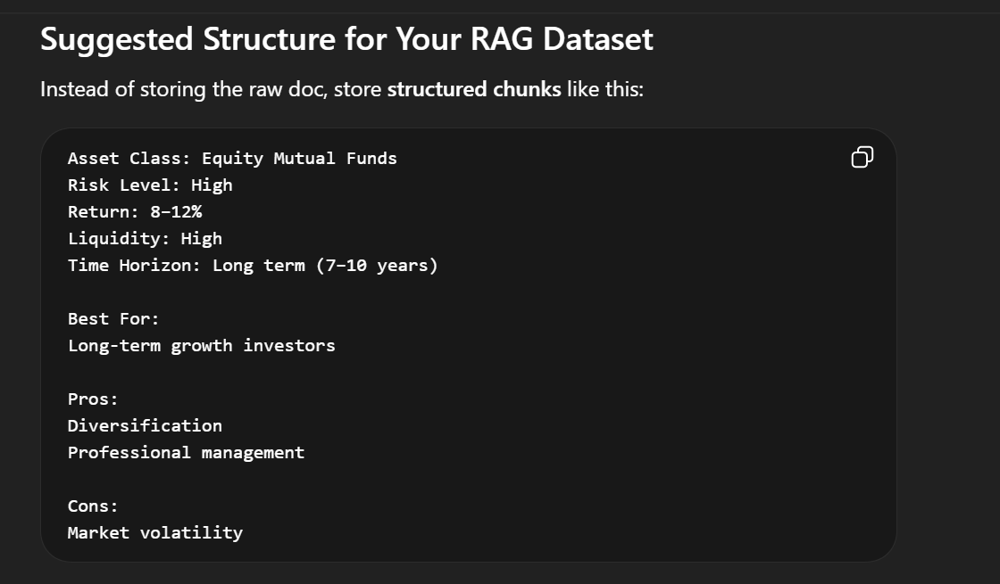 Suggested Structure for Your RAG Dataset
Instead of storing the raw doc, store structured chunks like this:
Asset Class: Equity Mutual Funds
Risk Level: High
Return: 8–12%
Liquidity: High
Time Horizon: Long term (7–10 years)
Best For:
Long-term growth investors
Pros:
Diversification
Professional management
Cons:
Market volatility